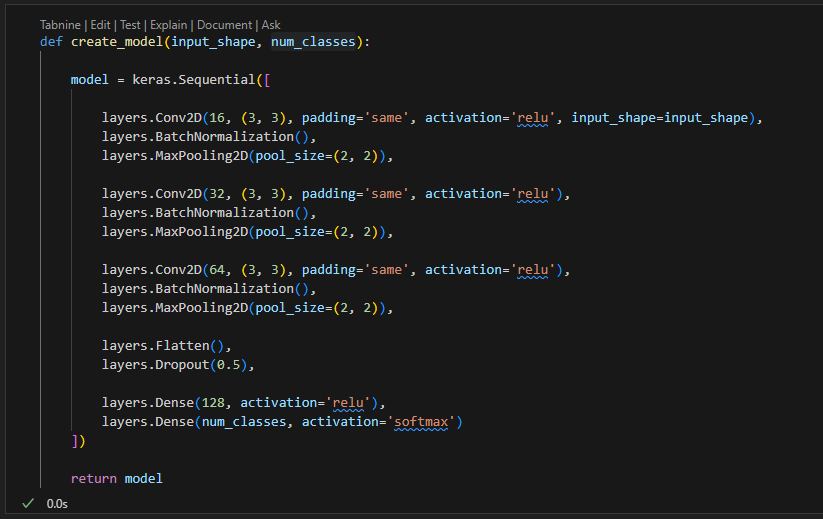 Tabnine | Edit | Test | Explain | Document | Ask
def create_model(input_shape, num_classes):
model = keras.Sequential([
layers.Conv2D(16, (3, 3), padding='same', activation='relu', input_shape=input_shape),
layers.BatchNormalization(),
layers.MaxPooling2D(pool_size=(2, 2)),
layers.Conv2D(32, (3, 3), padding='same', activation='relu'),
layers.BatchNormalization(),
layers.MaxPooling2D(pool_size=(2, 2)),
layers.Conv2D(64, (3, 3), padding='same', activation='relu'),
layers.BatchNormalization(),
layers.MaxPooling2D(pool_size=(2, 2)),
layers.Flatten(),
layers.Dropout(0.5),
layers.Dense(128, activation='relu'),
layers.Dense(num_classes, activation='softmax')
])
return model
0.0s